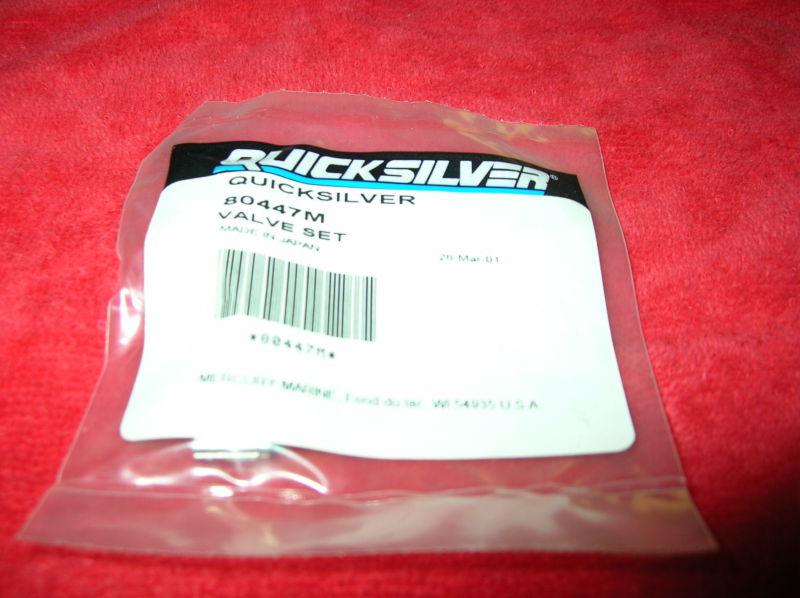 QUICKSILVER®
QUICKSILVER
80447M
VALVE SET
MADE IN JAPAN
26-Mar-01
*80447M*
MERCURY MARINE, Fond du lac, WI 54935 U.S.A.